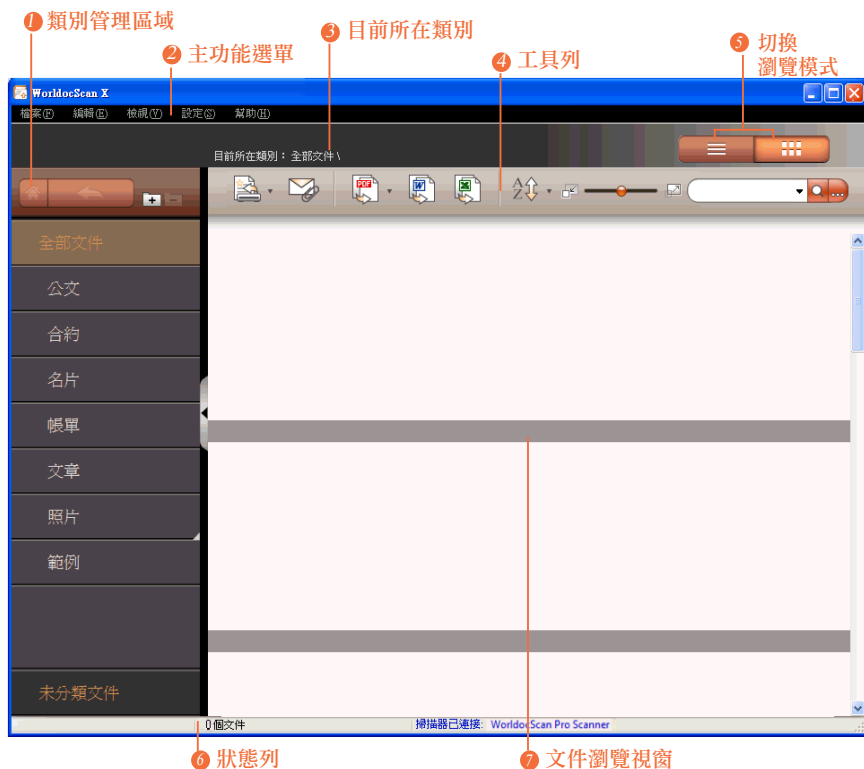 1 類別管理區域
2 主功能選單
3 目前所在類別
4 工具列
5 切換
瀏覽模式
WorldocScan X
檔案(F) 編輯(E) 檢視(V) 設定(S) 幫助(H)
目前所在類別：全部文件 \
PDF
W
X
A
Z
...
全部文件
公文
合約
名片
帳單
文章
照片
範例
未分類文件
0 個文件
掃描器已連接: WorldocScan Pro Scanner
6 狀態列
7 文件瀏覽視窗